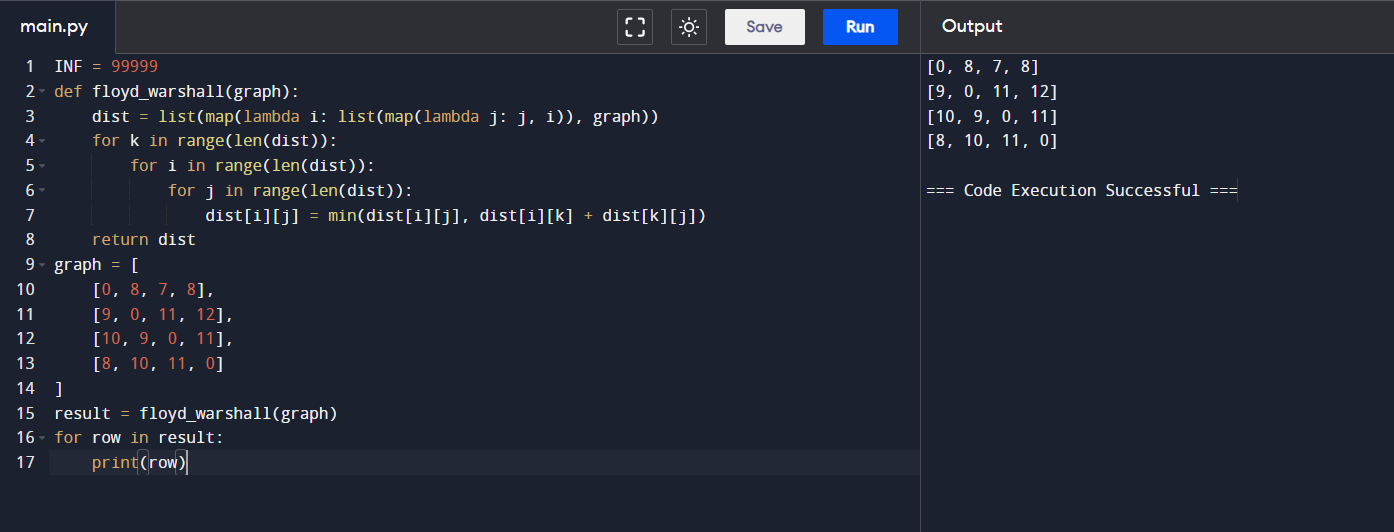 main.py
Save
Run
Output
1 INF = 99999
2 def floyd_warshall(graph):
3     dist = list(map(lambda i: list(map(lambda j: j, i)), graph))
4     for k in range(len(dist)):
5         for i in range(len(dist)):
6             for j in range(len(dist)):
7                 dist[i][j] = min(dist[i][j], dist[i][k] + dist[k][j])
8     return dist
9 graph = [
10     [0, 8, 7, 8],
11     [9, 0, 11, 12],
12     [10, 9, 0, 11],
13     [8, 10, 11, 0]
14 ]
15 result = floyd_warshall(graph)
16 for row in result:
17     print(row)
[0, 8, 7, 8]
[9, 0, 11, 12]
[10, 9, 0, 11]
[8, 10, 11, 0]
=== Code Execution Successful ===